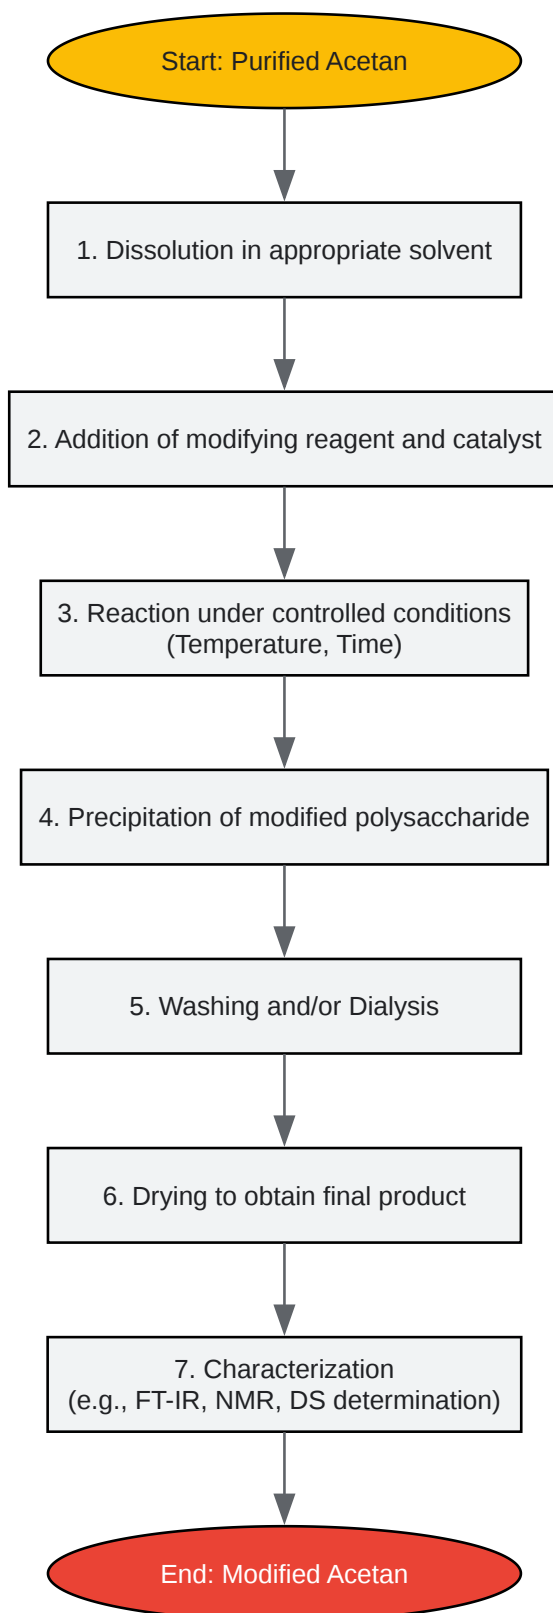 Start: Purified Acetan
1. Dissolution in appropriate solvent
2. Addition of modifying reagent and catalyst
3. Reaction under controlled conditions
(Temperature, Time)
4. Precipitation of modified polysaccharide
5. Washing and/or Dialysis
6. Drying to obtain final product
7. Characterization
(e.g., FT-IR, NMR, DS determination)
End: Modified Acetan